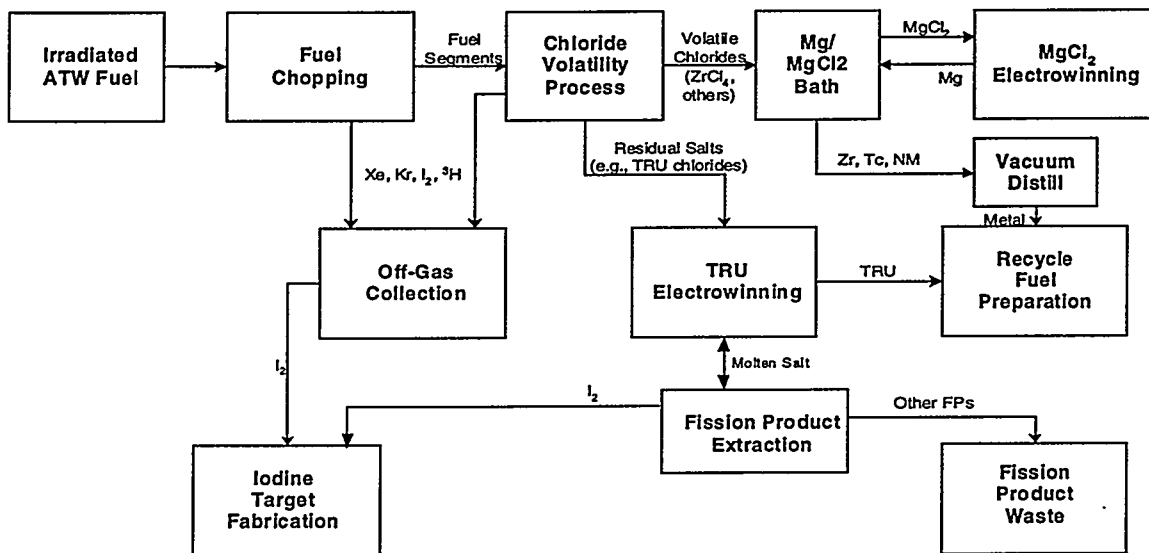 Irradiated
ATW Fuel
Fuel
Chopping
Fuel
Segments
Chloride
Volatility
Process
Volatile
Chlorides
(ZrCl₄,
others)
Mg/
MgCl2
Bath
MgCl₂
Mg
MgCl₂
Electrowinning
Xe, Kr, I₂, ³H
Residual Salts
(e.g., TRU chlorides)
Zr, Tc, NM
Vacuum
Distill
Metal
Off-Gas
Collection
TRU
Electrowinning
TRU
Recycle
Fuel
Preparation
I₂
Molten Salt
I₂
Fission Product
Extraction
Other FPs
Iodine
Target
Fabrication
Fission
Product
Waste